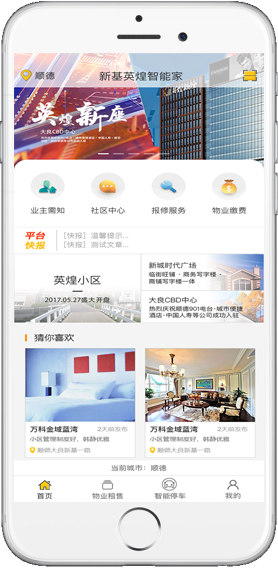 顺德
新基英煌智能家
英煌新座
大良CBD中心
业主需知
社区中心
报修服务
物业缴费
平台
快报
[快报] 温馨提示...
[快报] 测试文章...
英煌小区
2017.05.27盛大开盘
新城时代广场
临街旺铺·商务写字楼
商铺写字楼一体
大良CBD中心
热烈庆祝顺德901电台·城市便捷
酒店·中国人寿等公司成功入驻
猜你喜欢
万科金域蓝湾
2天前发布
小区管理制度好、韩静优雅
顺德大良新基一品
万科金域蓝湾
2天前发布
小区管理制度好、韩静优雅
顺德大良新基一品
当前城市：顺德
首页
物业租售
智能停车
我的